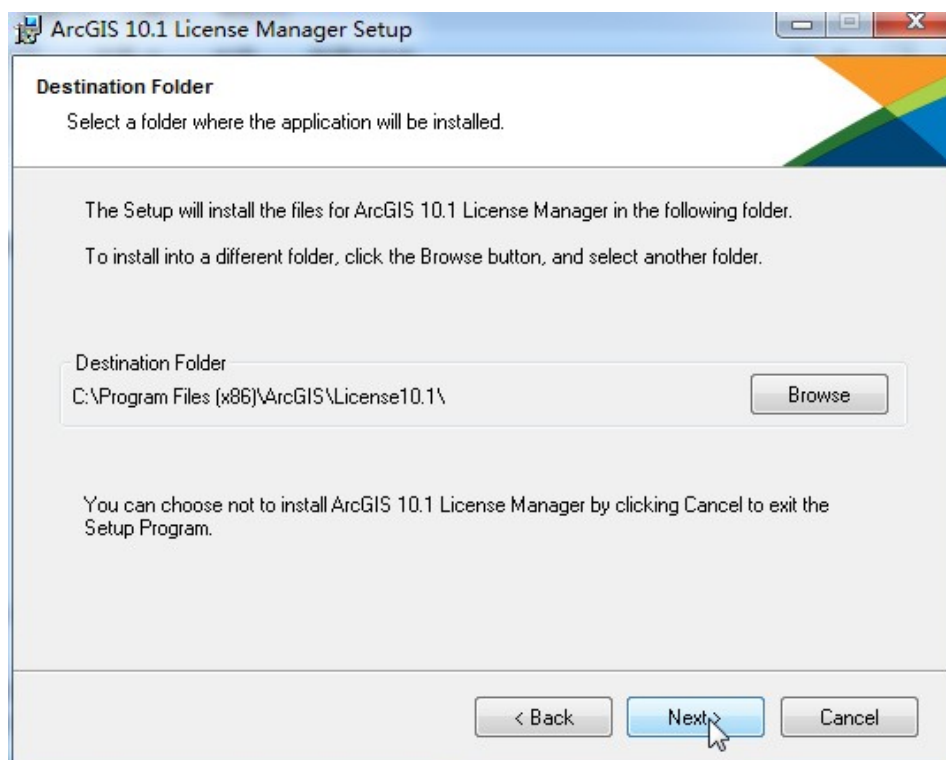 ArcGIS 10.1 License Manager Setup
Destination Folder
Select a folder where the application will be installed.
The Setup will install the files for ArcGIS 10.1 License Manager in the following folder.
To install into a different folder, click the Browse button, and select another folder.
Destination Folder
C:\Program Files (x86)\ArcGIS\License10.1\
Browse
You can choose not to install ArcGIS 10.1 License Manager by clicking Cancel to exit the
Setup Program.
< Back
Next >
Cancel